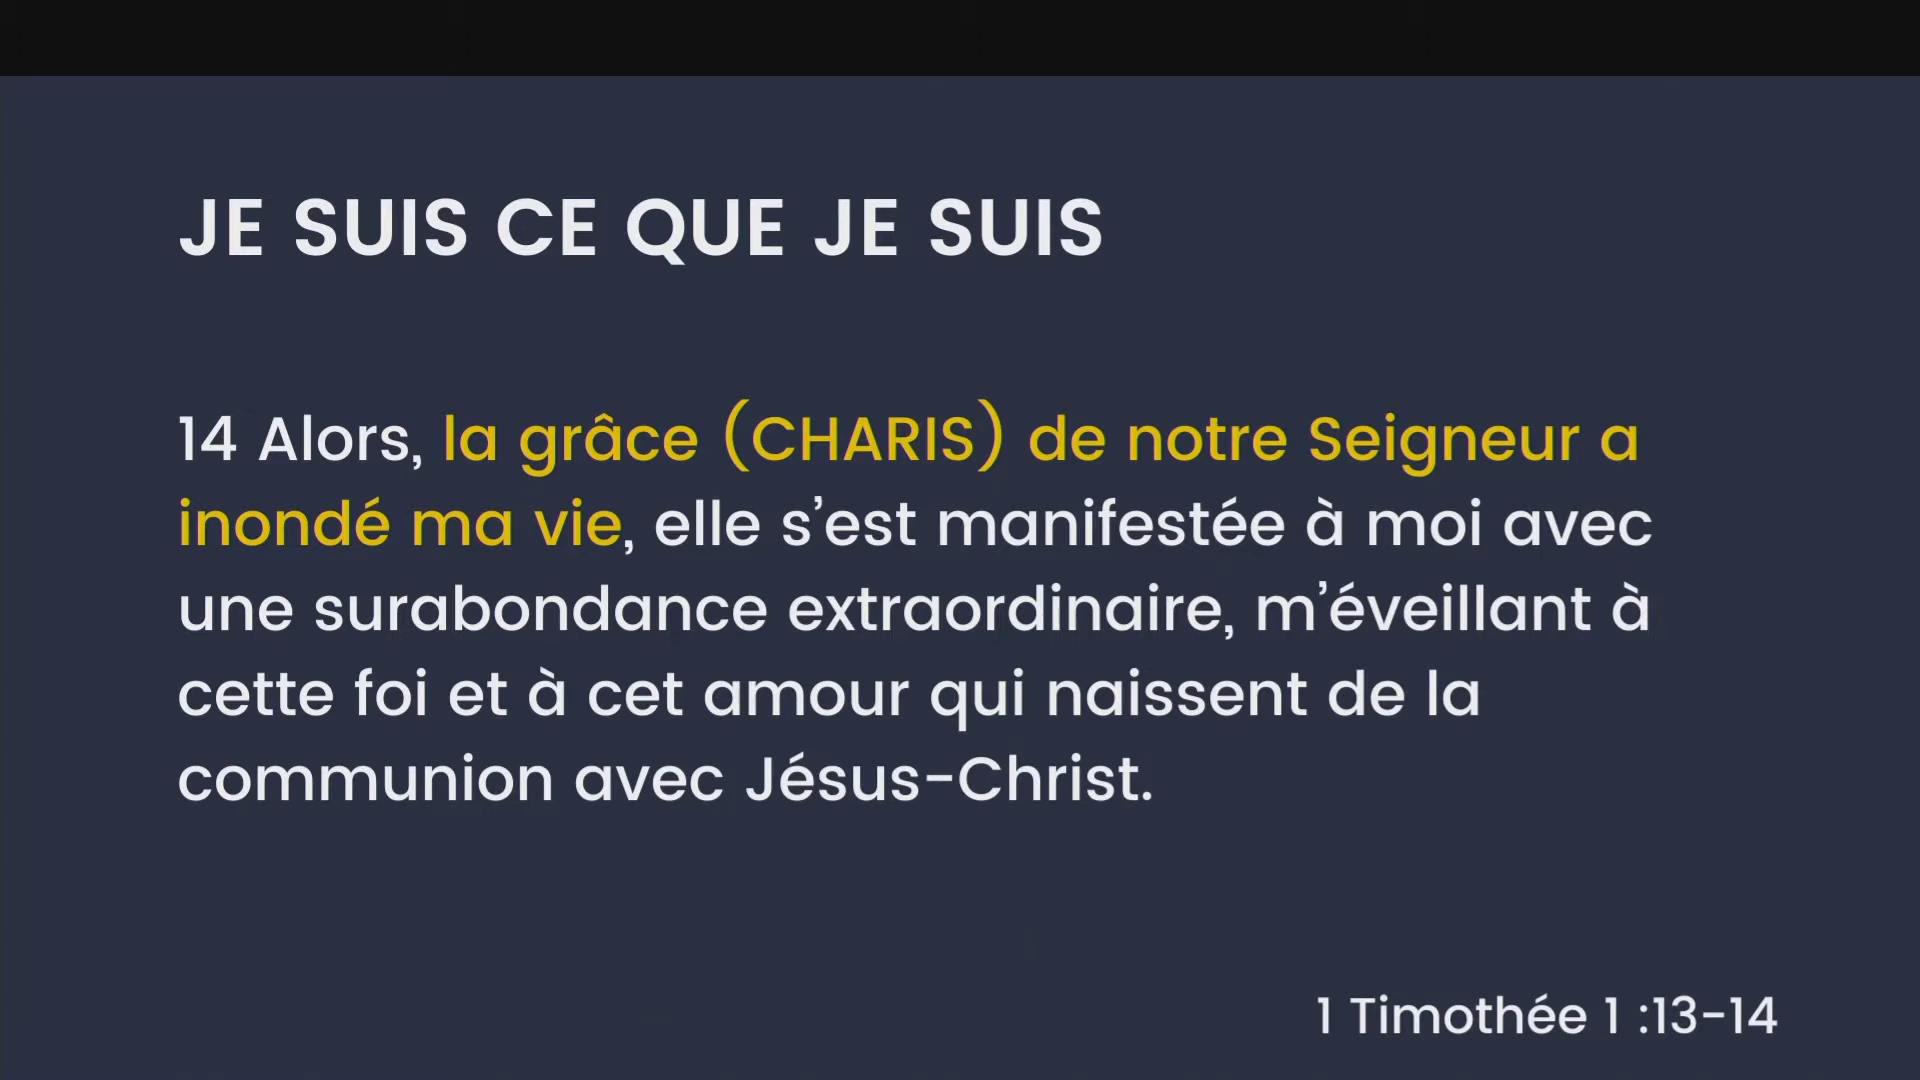 JE SUIS CE QUE JE SUIS
14 Alors, la grâce (CHARIS) de notre Seigneur a
inondé ma vie, elle s’est manifestée à moi avec
une surabondance extraordinaire, m’éveillant à
cette foi et à cet amour qui naissent de la
communion avec Jésus-Christ.
1 Timothée 1 :13-14